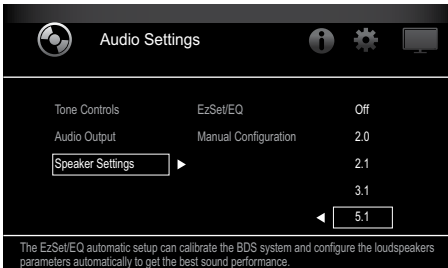 Audio Settings
Tone Controls EzSet/EQ Off
Audio Output Manual Configuration 2.0
Speaker Settings 2.1
3.1
5.1
The EzSet/EQ automatic setup can calibrate the BDS system and configure the loudspeakers
parameters automatically to get the best sound performance.